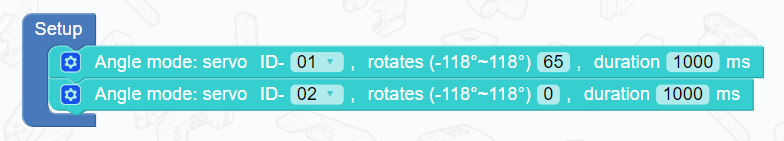 Setup
Angle mode: servo ID- 01 , rotates (-118°~118°) 65 , duration 1000 ms
Angle mode: servo ID- 02 , rotates (-118°~118°) 0 , duration 1000 ms